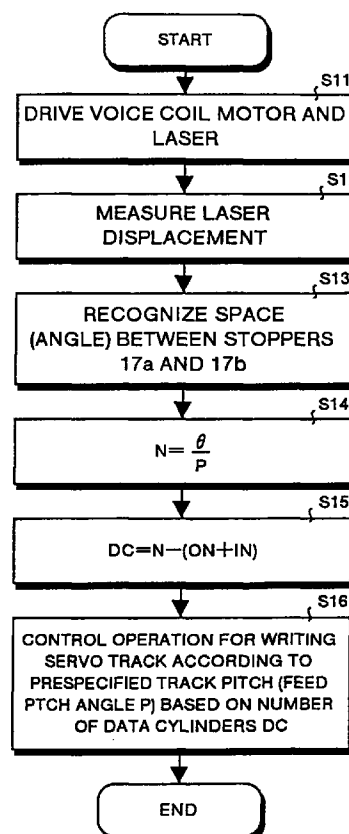 START
S11
DRIVE VOICE COIL MOTOR AND
LASER
S1
MEASURE LASER
DISPLACEMENT
S13
RECOGNIZE SPACE
(ANGLE) BETWEEN STOPPERS
17a AND 17b
S14
N= θ/P
S15
DC=N−(ON+IN)
S16
CONTROL OPERATION FOR WRITING
SERVO TRACK ACCORDING TO
PRESPECIFIED TRACK PITCH (FEED
PTCH ANGLE P) BASED ON NUMBER
OF DATA CYLINDERS DC
END